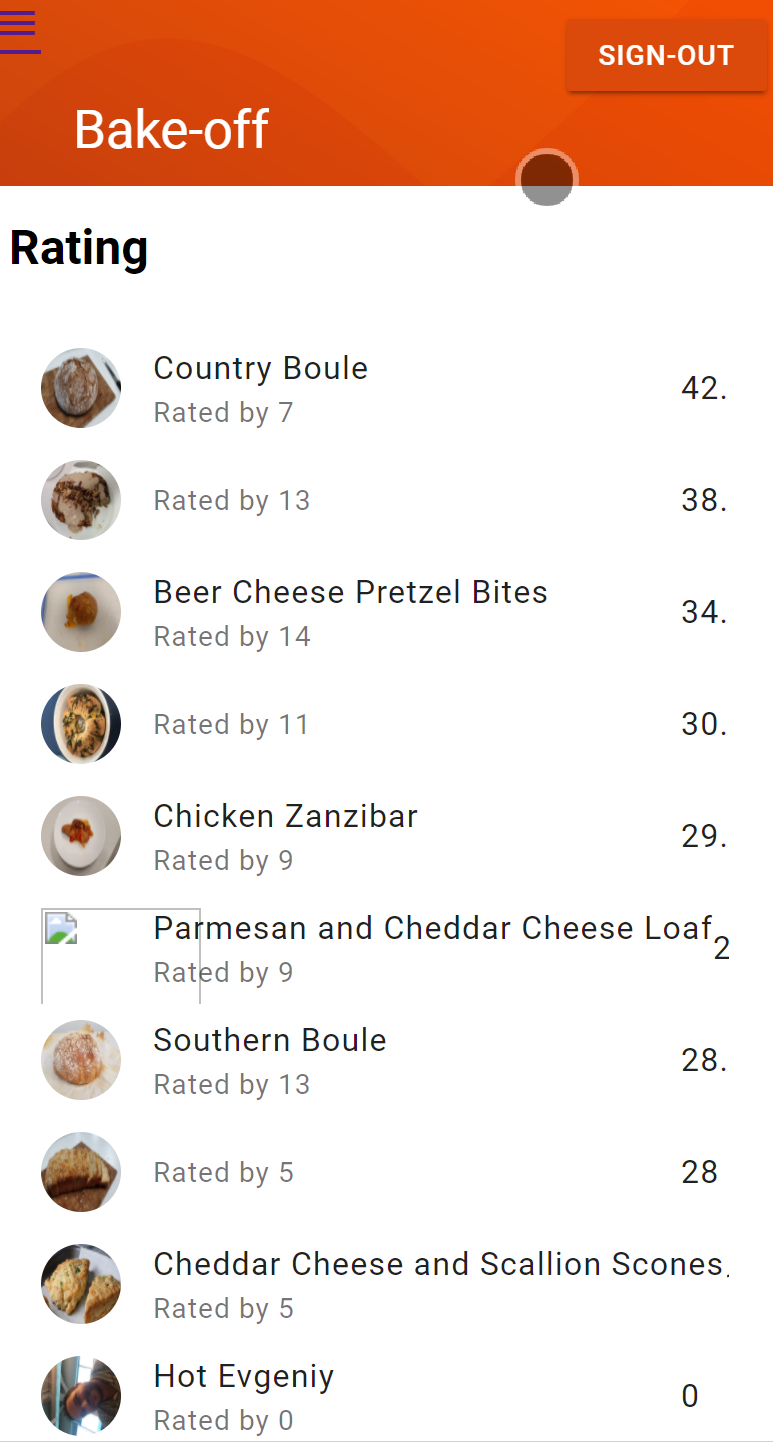 SIGN-OUT
Bake-off
Rating
Country Boule
42.
Rated by 7
Rated by 13
38.
Beer Cheese Pretzel Bites
34.
Rated by 14
Rated by 11
30.
Chicken Zanzibar
29.
Rated by 9
Parmesan and Cheddar Cheese Loaf
2
Rated by 9
Southern Boule
28.
Rated by 13
Rated by 5
28
Cheddar Cheese and Scallion Scones
Rated by 5
Hot Evgeniy
0
Rated by 0